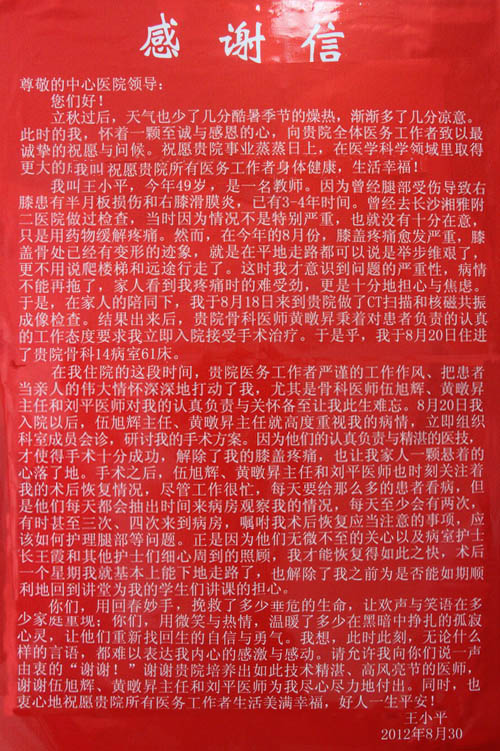 感谢信
尊敬的中心医院领导：
您们好！
立秋过后，天气也少了几分酷暑季节的燥热，渐渐多了几分凉意。
此时的我，怀着一颗至诚与感恩的心，向贵院全体医务工作者致以最
诚挚的祝愿与问候。祝愿贵院事业蒸蒸日上，在医学科学领域里取得
更大的 我叫祝愿贵院所有医务工作者身体健康，生活幸福！
我叫王小平，今年49岁，是一名教师。因为曾经腿部受伤导致右
膝患有半月板损伤和右膝滑膜炎，已有3-4年时间。曾经去长沙湘雅附
二医院做过检查，当时因为情况不是特别严重，也就没有十分在意，
只是用药物缓解疼痛。然而，在今年的8月份，膝盖疼痛愈发严重，膝
盖骨处已经有变形的迹象，就是在平地走路都可以说是举步维艰了，
更不用说爬楼梯和远途行走了。这时我才意识到问题的严重性，病情
不能再拖了，家人看到我疼痛时的难受劲，更是十分地担心与焦虑。
于是，在家人的陪同下，我于8月18日来到贵院做了CT扫描和核磁共振
成像检查。结果出来后，贵院骨科医师黄暾昇秉着对患者负责的认真
的工作态度要求我立即入院接受手术治疗。于是乎，我于8月20日住进
了贵院骨科14病室61床。
在我住院的这段时间，贵院医务工作者严谨的工作作风、把患者
当亲人的伟大情怀深深地打动了我，尤其是骨科医师伍旭辉、黄暾昇
主任和刘平医师对我的认真负责与关怀备至让我此生难忘。8月20日我
入院以后，伍旭辉主任、黄暾昇主任就高度重视我的病情，立即组织
科室成员会诊，研讨我的手术方案。因为他们的认真负责与精湛的医技，
才使得手术十分成功，解除了我的膝盖疼痛，也让我家人一颗悬着的
心落了地。手术之后，伍旭辉、黄暾昇主任和刘平医师也时刻关注着
我的术后恢复情况，尽管工作很忙，每天要给那么多的患者看病，但
是他们每天都会抽出时间来病房观察我的情况，每天至少会有两次，
有时甚至三次、四次来到病房，嘱咐我术后恢复应当注意的事项，应
该如何护理腿部等问题。正是因为他们无微不至的关心以及病室护士
长王霞和其他护士们细心周到的照顾，我才能恢复得如此之快，术后
一个星期我就基本上能下地走路了，也解除了我之前为是否能如期顺
利地回到讲堂为我的学生们讲课的担心。
你们，用回春妙手，挽救了多少垂危的生命，让欢声与笑语在多
少家庭重现；你们，用微笑与热情，温暖了多少在黑暗中挣扎的孤寂
心灵，让他们重新找回生的自信与勇气。我想，此时此刻，无论什么
样的言语，都难以表达我内心的感激与感动。请允许我向你们说一声
由衷的“谢谢！”谢谢贵院培养出如此技术精湛、高风亮节的医师，
谢谢伍旭辉、黄暾昇主任和刘平医师为我尽心尽力地付出。同时，也
衷心地祝愿贵院所有医务工作者生活美满幸福，好人一生平安！
王小平
2012年8月30